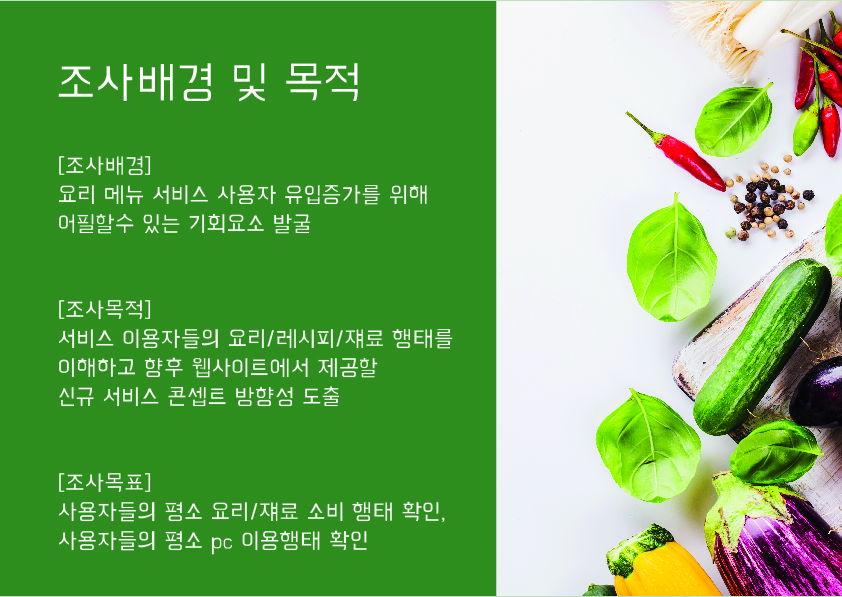 조사배경 및 목적
[조사배경]
요리 메뉴 서비스 사용자 유입증가를 위해
어필할수 있는 기회요소 발굴
[조사목적]
서비스 이용자들의 요리/레시피/쟤료 행태를
이해하고 향후 웹사이트에서 제공할
신규 서비스 콘셉트 방향성 도출
[조사목표]
사용자들의 평소 요리/쟤료 소비 행태 확인,
사용자들의 평소 pc 이용행태 확인